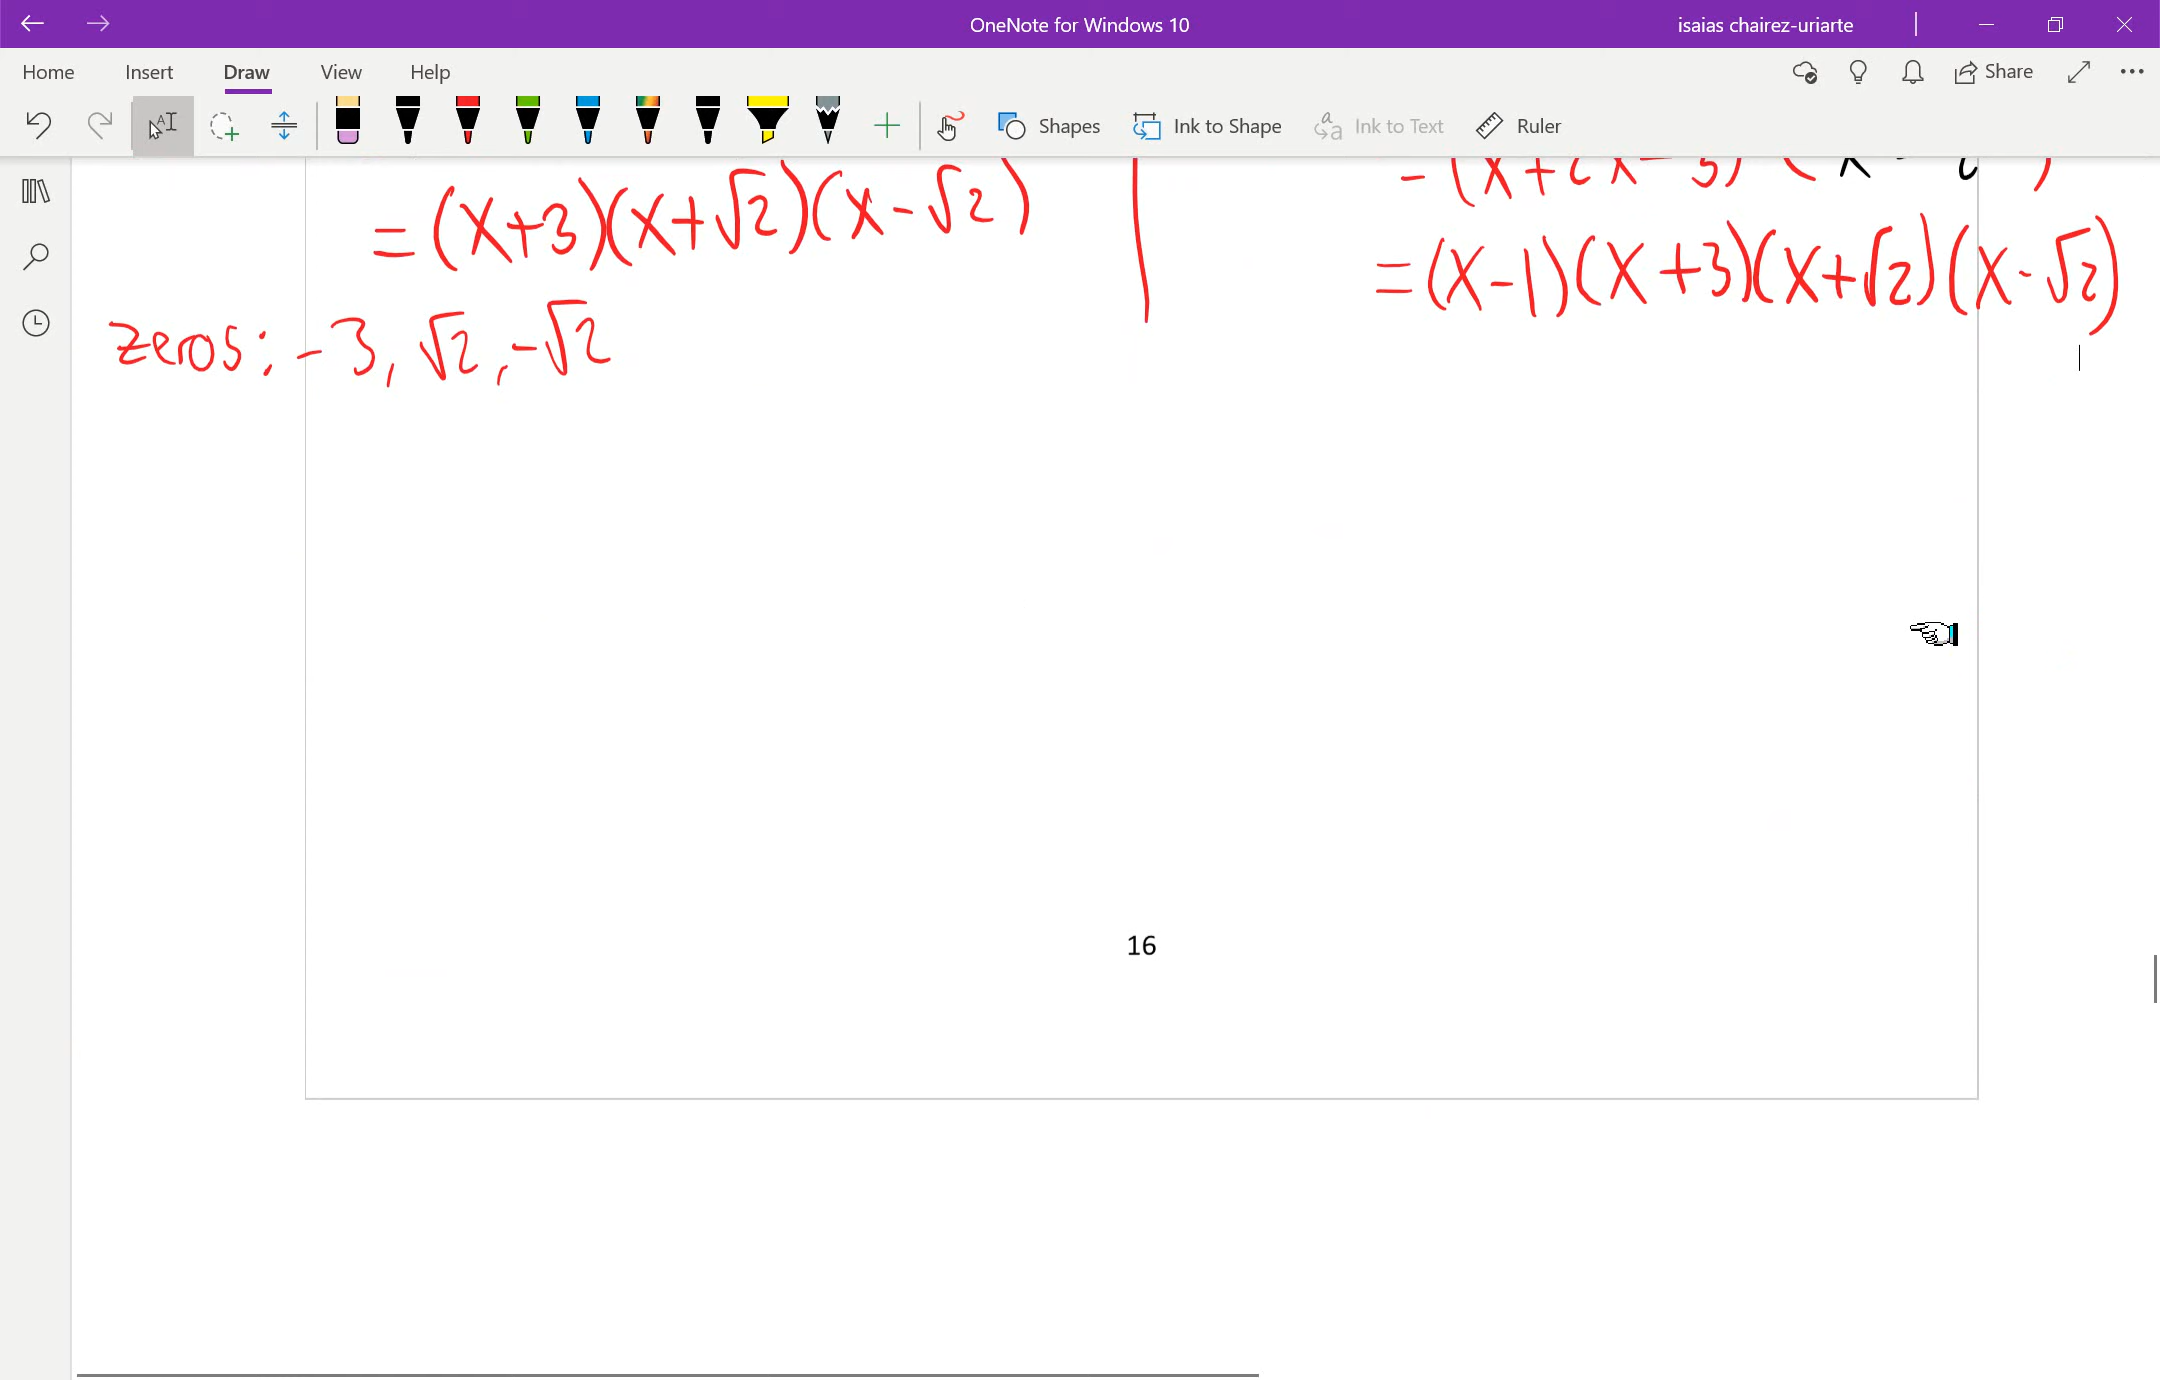 OneNote for Windows 10
isaias chairez-uriarte
Home Insert Draw View Help
Share
Shapes Ink to Shape Ink to Text Ruler
=(x+3)(x+√2)(x-√2)
=(x-1)(x+3)(x+√2)(x-√2)
zeros: -3, √2, -√2
16